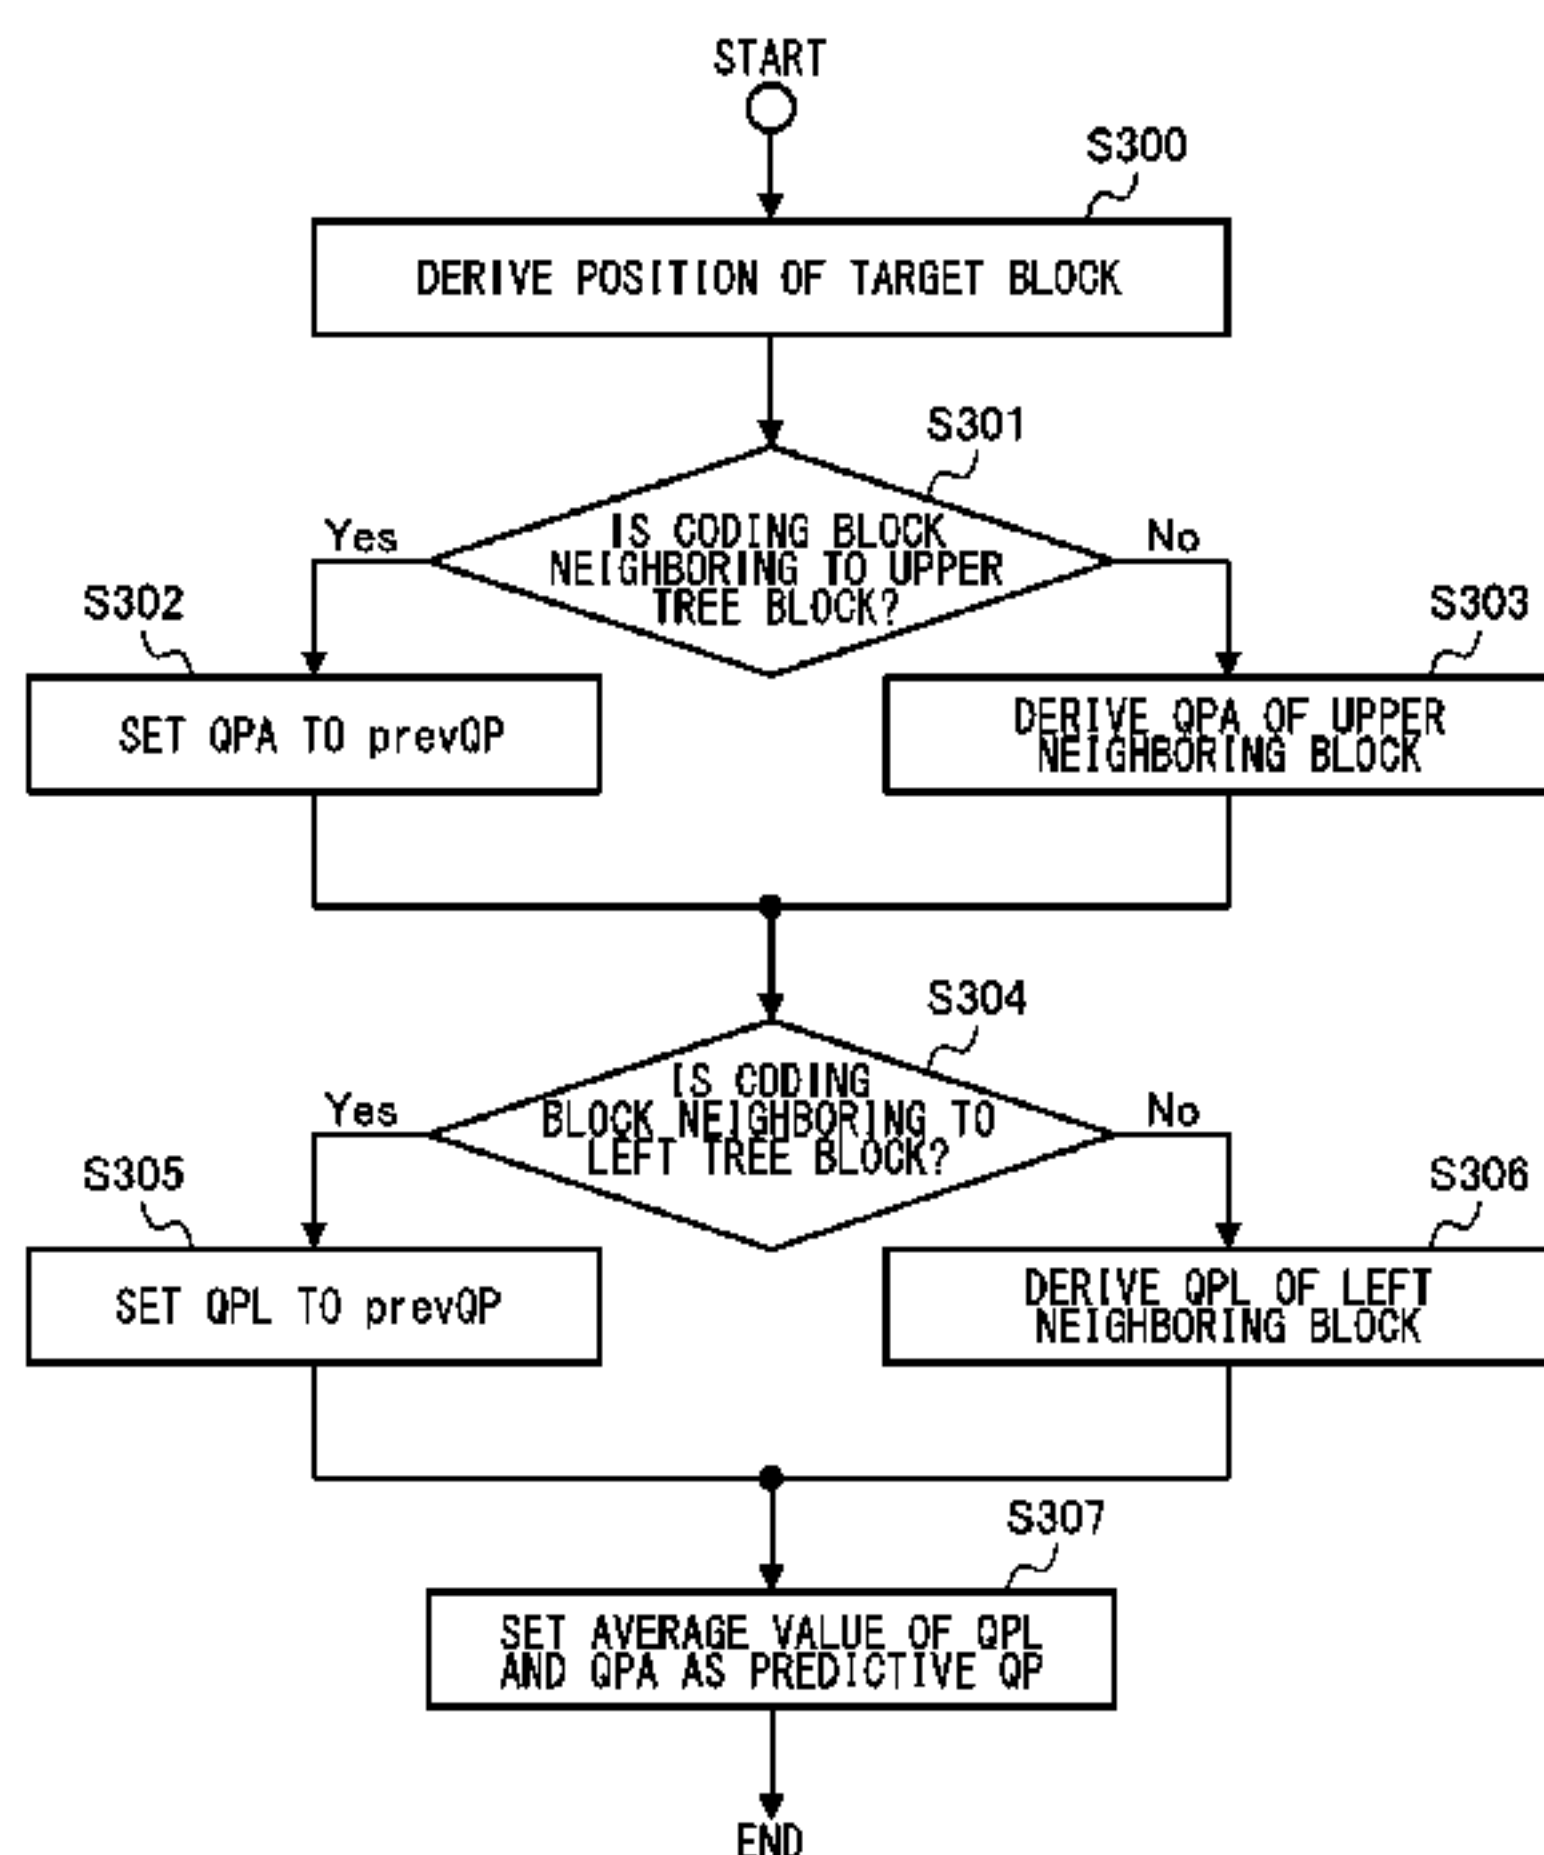 START
S300
DERIVE POSITION OF TARGET BLOCK
S301
IS CODING BLOCK
NEIGHBORING TO UPPER
TREE BLOCK?
Yes
No
S302
SET QPA TO prevQP
S303
DERIVE QPA OF UPPER
NEIGHBORING BLOCK
S304
IS CODING
BLOCK NEIGHBORING TO
LEFT TREE BLOCK?
Yes
No
S305
SET QPL TO prevQP
S306
DERIVE QPL OF LEFT
NEIGHBORING BLOCK
S307
SET AVERAGE VALUE OF QPL
AND QPA AS PREDICTIVE QP
END